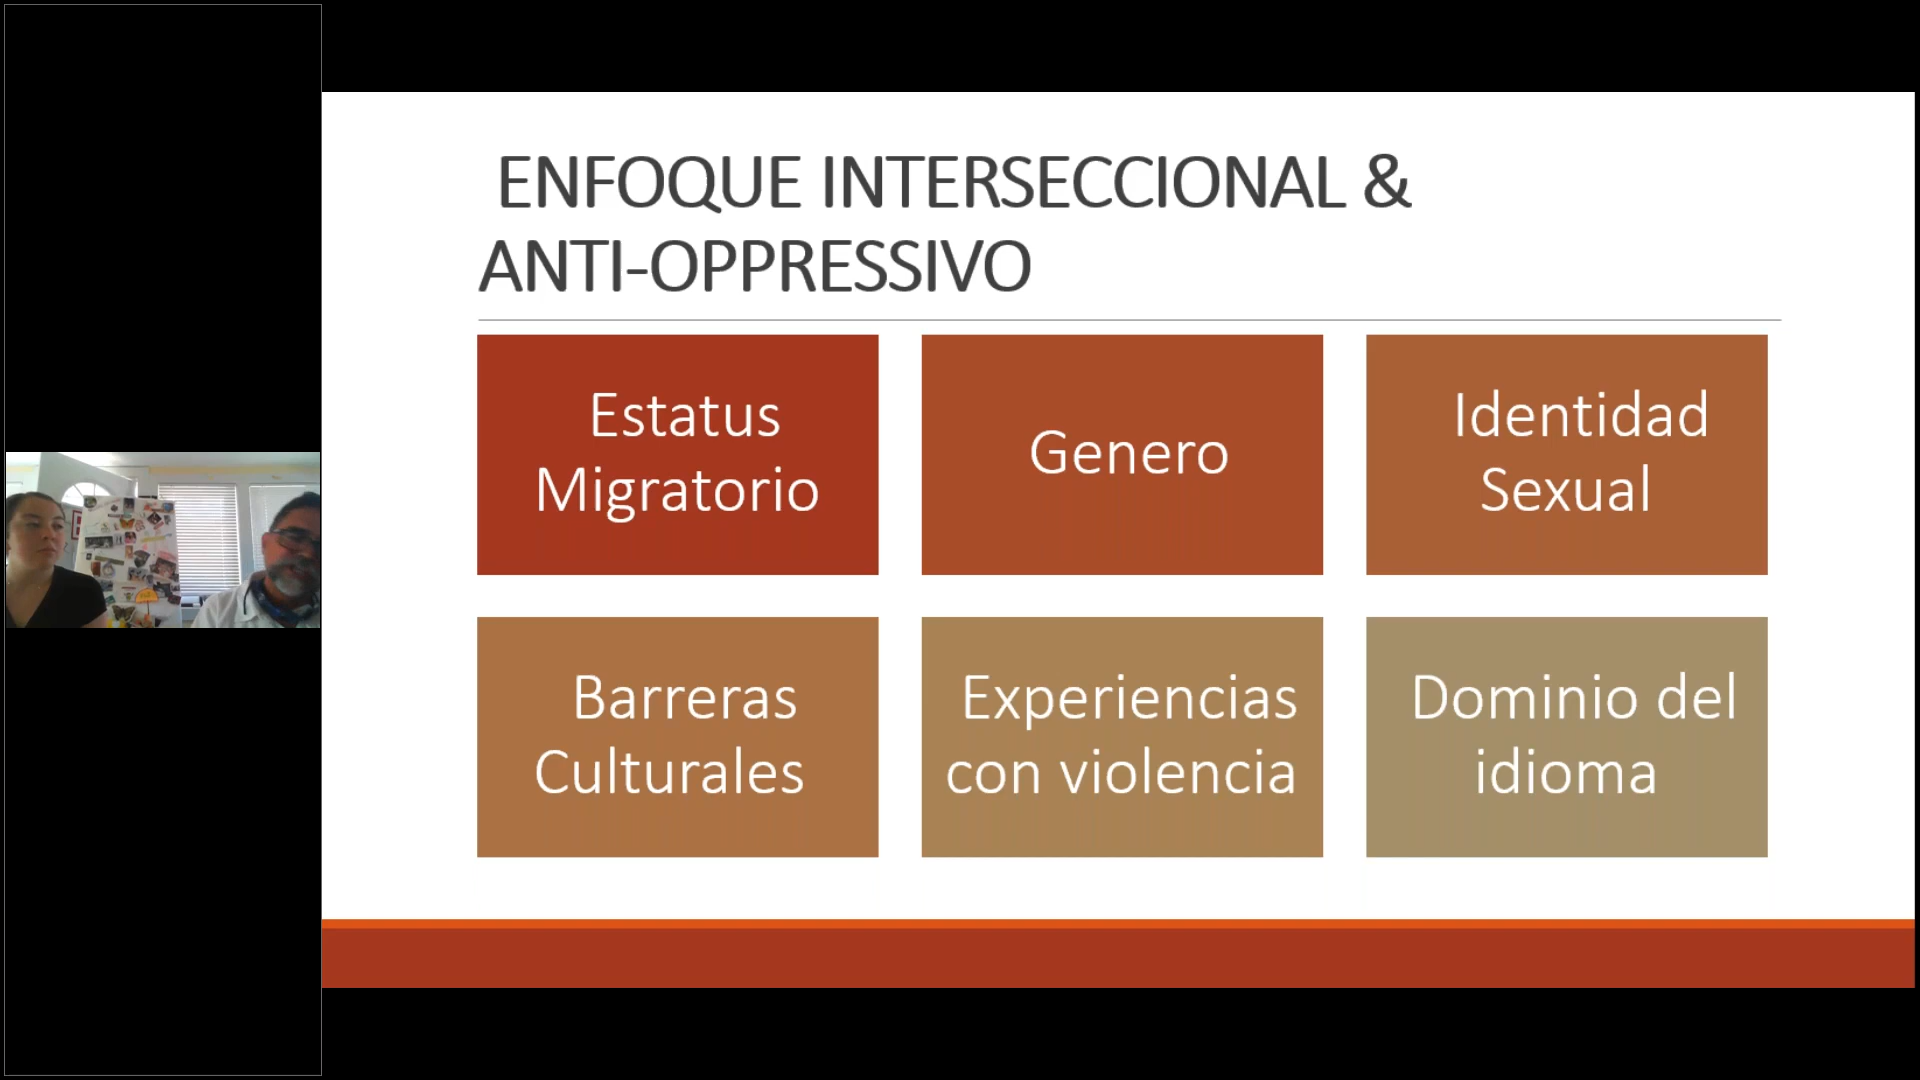 ENFOQUE INTERSECCIONAL &
ANTI-OPPRESSIVO
Estatus
Migratorio
Genero
Identidad
Sexual
Barreras
Culturales
Experiencias
con violencia
Dominio del
idioma